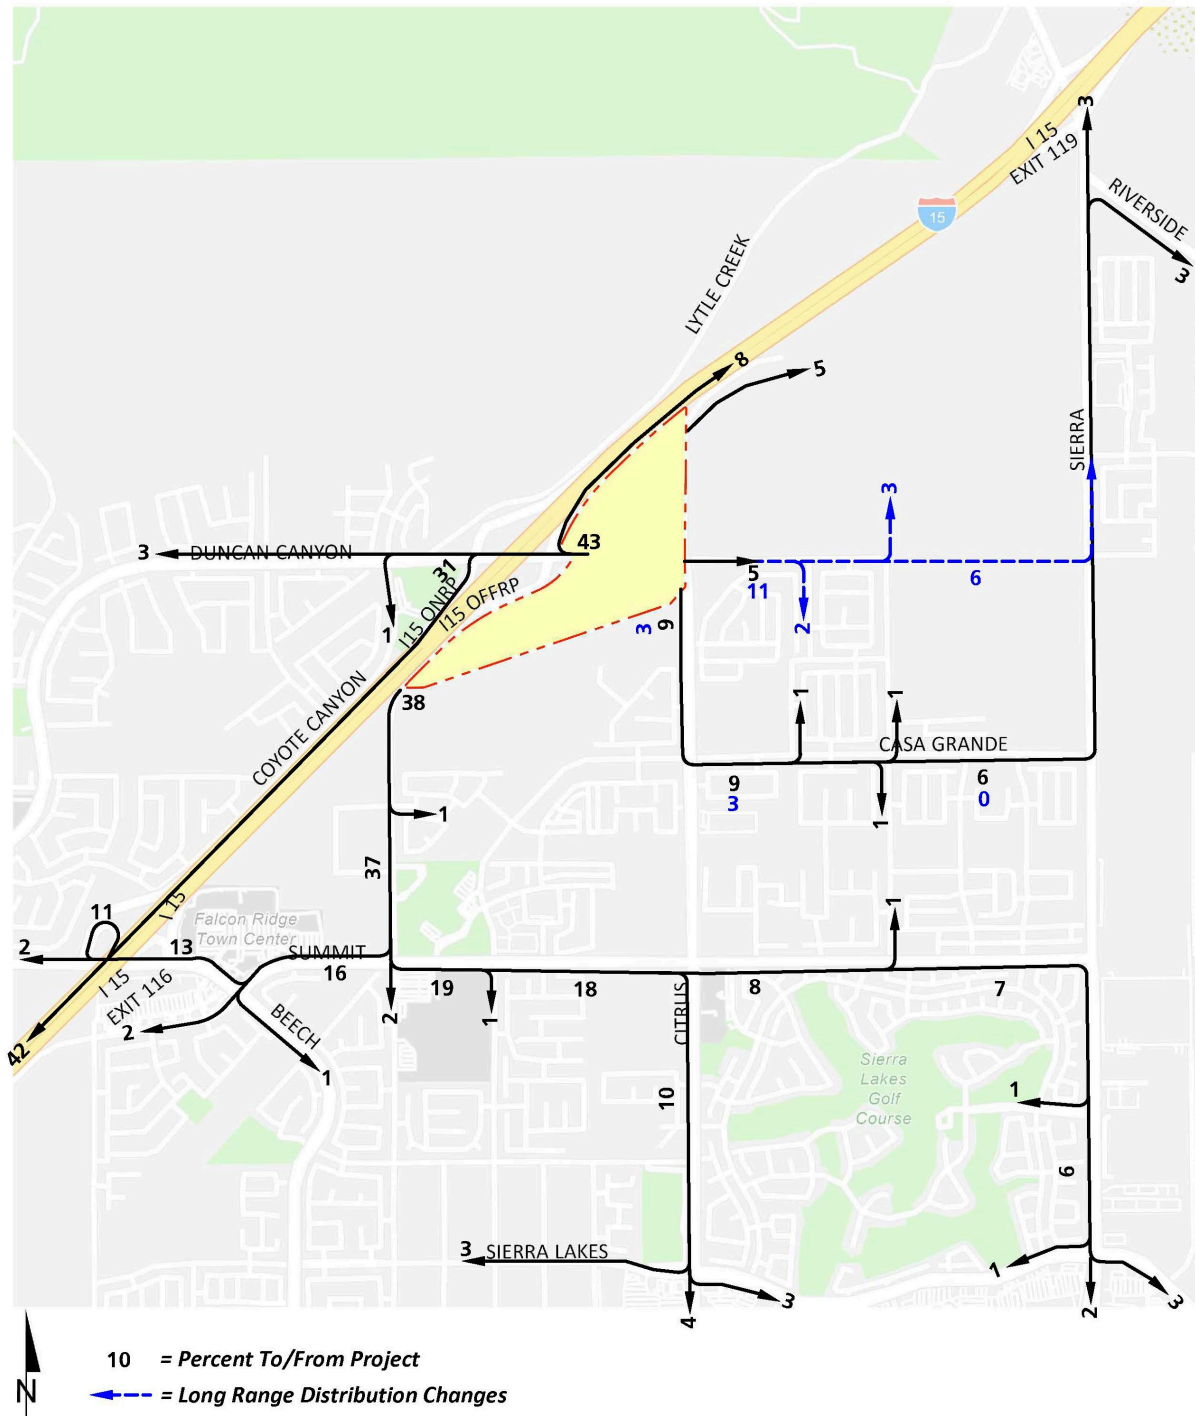 3
I 15
EXIT 119
RIVERSIDE
3
15
LYTLE CREEK
8
5
SIERRA
3
43
3
DUNCAN CANYON
31
5
11
6
2
I15 ONRP
I15 OFFRP
1
3
9
38
COYOTE CANYON
1
1
CASA GRANDE
9
3
6
0
1
1
37
I 15
11
Falcon Ridge
Town Center
1
2
13
SUMMIT
16
I 15
EXIT 116
19
18
8
7
2
BEECH
2
1
CITRUS
42
1
Sierra
Lakes
Golf
Course
10
1
6
3
SIERRA LAKES
1
3
3
4
2
10 = Percent To/From Project
N
= Long Range Distribution Changes